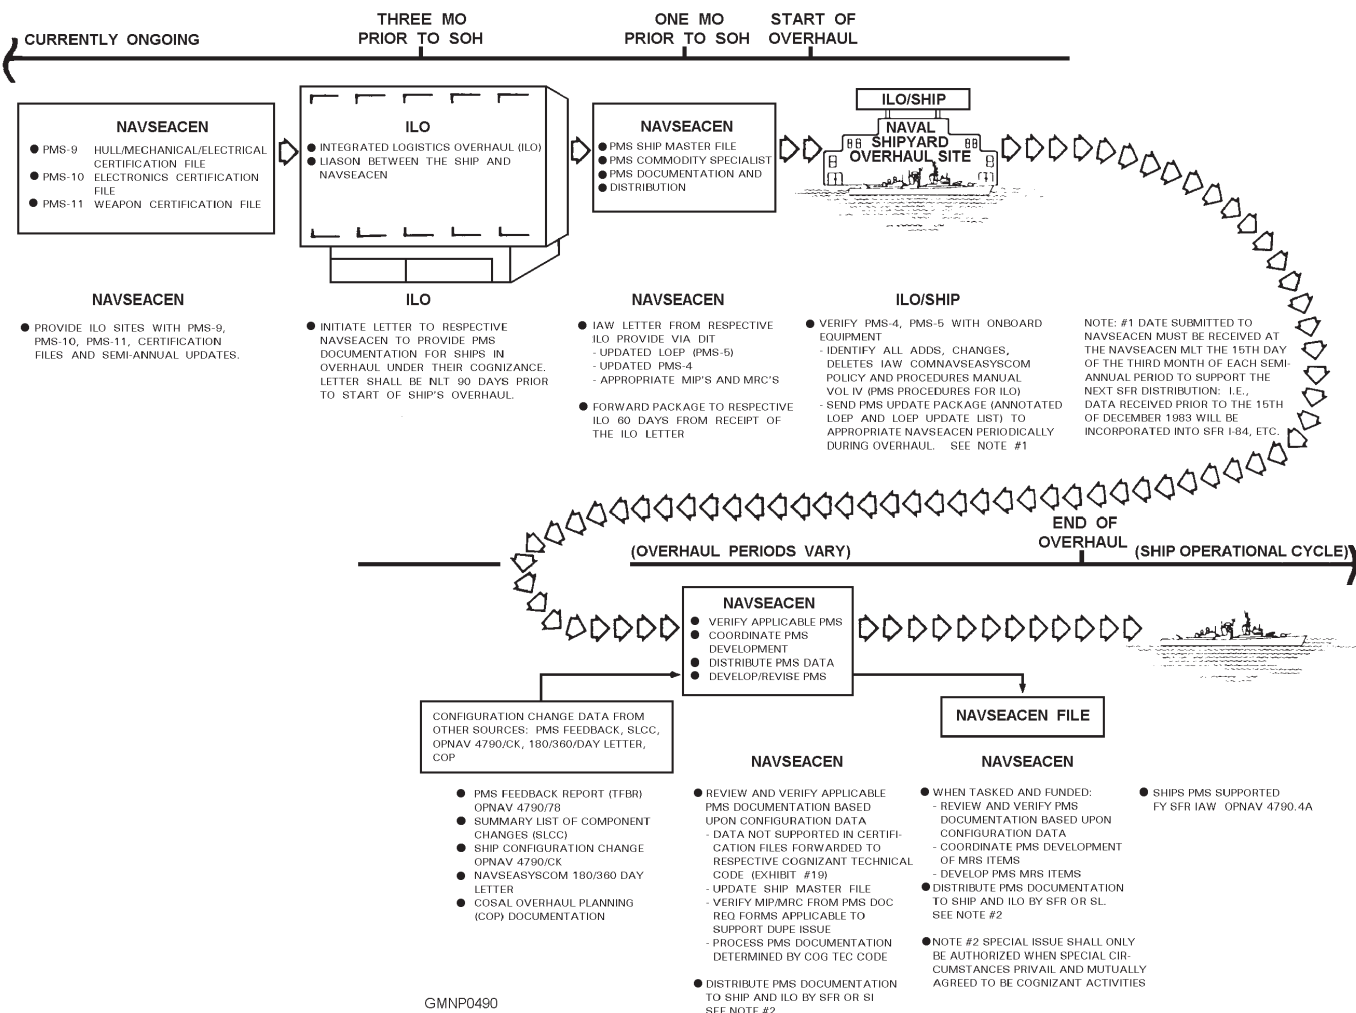 CURRENTLY ONGOING
THREE MO
PRIOR TO SOH
ONE MO
PRIOR TO SOH
START OF
OVERHAUL
NAVSEACEN
● PMS-9 HULL/MECHANICAL/ELECTRICAL
CERTIFICATION FILE
● PMS-10 ELECTRONICS CERTIFICATION
FILE
● PMS-11 WEAPON CERTIFICATION FILE
ILO
● INTEGRATED LOGISTICS OVERHAUL (ILO)
● LIASON BETWEEN THE SHIP AND
NAVSEACEN
NAVSEACEN
● PMS SHIP MASTER FILE
● PMS COMMODITY SPECIALIST
● PMS DOCUMENTATION AND
● DISTRIBUTION
ILO/SHIP
NAVAL
SHIPYARD
OVERHAUL SITE
NAVSEACEN
● PROVIDE ILO SITES WITH PMS-9,
PMS-10, PMS-11, CERTIFICATION
FILES AND SEMI-ANNUAL UPDATES.
ILO
● INITIATE LETTER TO RESPECTIVE
NAVSEACEN TO PROVIDE PMS
DOCUMENTATION FOR SHIPS IN
OVERHAUL UNDER THEIR COGNIZANCE.
LETTER SHALL BE NLT 90 DAYS PRIOR
TO START OF SHIP'S OVERHAUL.
NAVSEACEN
● IAW LETTER FROM RESPECTIVE
ILO PROVIDE VIA DIT
- UPDATED LOEP (PMS-5)
- UPDATED PMS-4
- APPROPRIATE MIP'S AND MRC'S
● FORWARD PACKAGE TO RESPECTIVE
ILO 60 DAYS FROM RECEIPT OF
THE ILO LETTER
ILO/SHIP
● VERIFY PMS-4, PMS-5 WITH ONBOARD
EQUIPMENT
- IDENTIFY ALL ADDS, CHANGES,
DELETES IAW COMNAVSEASYSCOM
POLICY AND PROCEDURES MANUAL
VOL IV (PMS PROCEDURES FOR ILO)
- SEND PMS UPDATE PACKAGE (ANNOTATED
LOEP AND LOEP UPDATE LIST) TO
APPROPRIATE NAVSEACEN PERIODICALLY
DURING OVERHAUL. SEE NOTE #1
NOTE: #1 DATE SUBMITTED TO
NAVSEACEN MUST BE RECEIVED AT
THE NAVSEACEN MLT THE 15TH DAY
OF THE THIRD MONTH OF EACH SEMI-
ANNUAL PERIOD TO SUPPORT THE
NEXT SFR DISTRIBUTION: I.E.,
DATA RECEIVED PRIOR TO THE 15TH
OF DECEMBER 1983 WILL BE
INCORPORATED INTO SFR I-84, ETC.
(OVERHAUL PERIODS VARY)
END OF
OVERHAUL
(SHIP OPERATIONAL CYCLE)
NAVSEACEN
● VERIFY APPLICABLE PMS
● COORDINATE PMS
DEVELOPMENT
● DISTRIBUTE PMS DATA
● DEVELOP/REVISE PMS
CONFIGURATION CHANGE DATA FROM
OTHER SOURCES: PMS FEEDBACK, SLCC,
OPNAV 4790/CK, 180/360/DAY LETTER,
COP
NAVSEACEN FILE
● PMS FEEDBACK REPORT (TFBR)
OPNAV 4790/78
● SUMMARY LIST OF COMPONENT
CHANGES (SLCC)
● SHIP CONFIGURATION CHANGE
OPNAV 4790/CK
● NAVSEASYSCOM 180/360 DAY
LETTER
● COSAL OVERHAUL PLANNING
(COP) DOCUMENTATION
NAVSEACEN
● REVIEW AND VERIFY APPLICABLE
PMS DOCUMENTATION BASED
UPON CONFIGURATION DATA
- DATA NOT SUPPORTED IN CERTIFI-
CATION FILES FORWARDED TO
RESPECTIVE COGNIZANT TECHNICAL
CODE (EXHIBIT #19)
- UPDATE SHIP MASTER FILE
- VERIFY MIP/MRC FROM PMS DOC
REQ FORMS APPLICABLE TO
SUPPORT DUPE ISSUE
- PROCESS PMS DOCUMENTATION
DETERMINED BY COG TEC CODE
● DISTRIBUTE PMS DOCUMENTATION
TO SHIP AND ILO BY SFR OR SI
SEE NOTE #2
NAVSEACEN
● WHEN TASKED AND FUNDED:
- REVIEW AND VERIFY PMS
DOCUMENTATION BASED UPON
CONFIGURATION DATA
- COORDINATE PMS DEVELOPMENT
OF MRS ITEMS
- DEVELOP PMS MRS ITEMS
● DISTRIBUTE PMS DOCUMENTATION
TO SHIP AND ILO BY SFR OR SL.
SEE NOTE #2
● NOTE #2 SPECIAL ISSUE SHALL ONLY
BE AUTHORIZED WHEN SPECIAL CIR-
CUMSTANCES PRIVAIL AND MUTUALLY
AGREED TO BE COGNIZANT ACTIVITIES
● SHIPS PMS SUPPORTED
FY SFR IAW OPNAV 4790.4A
GMNP0490